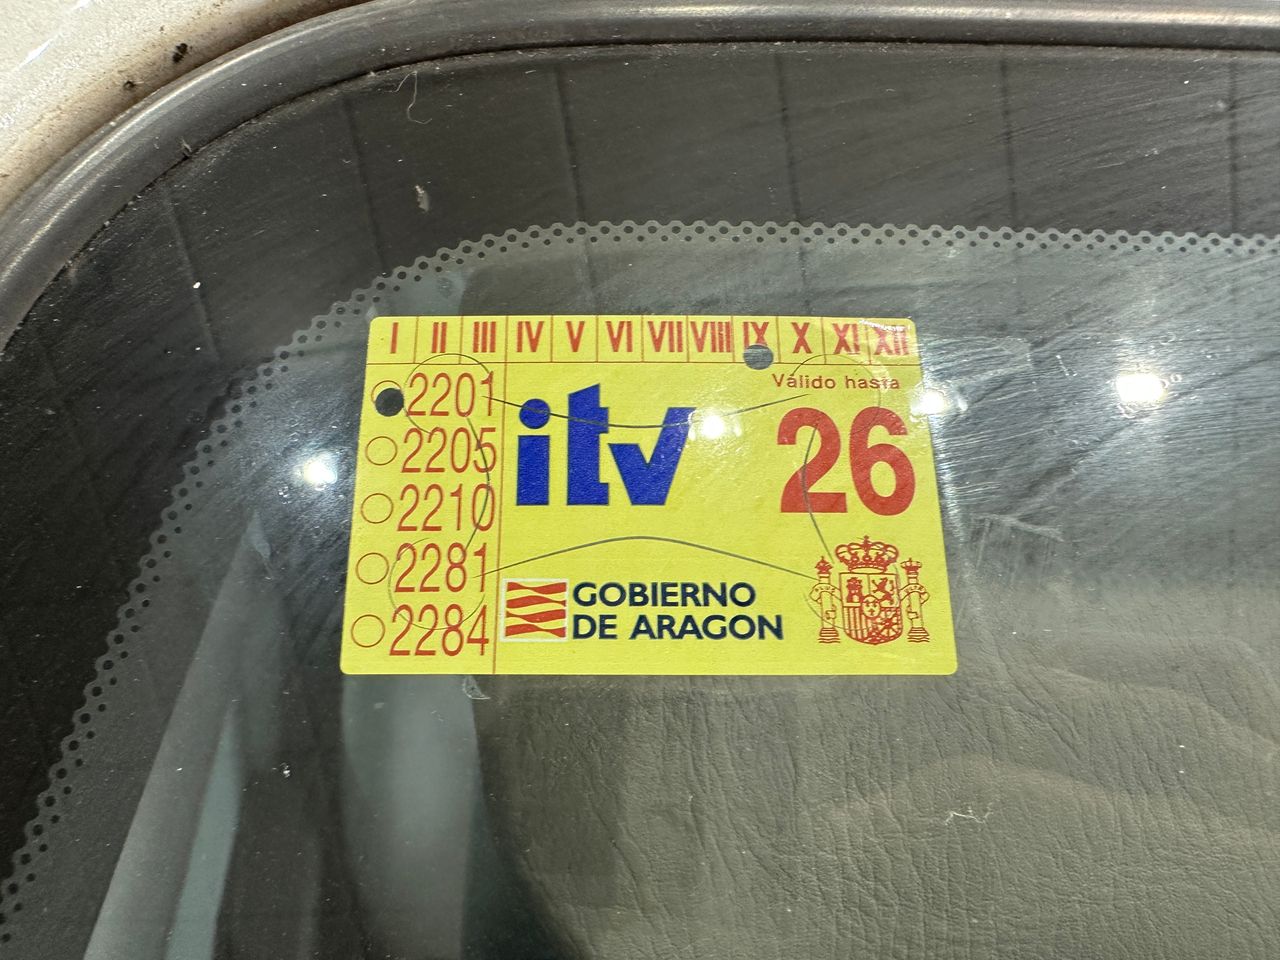 I II III IV V VI VII VIII IX X XI XII
2201
2205
2210
2281
2284
itv
Válido hasta
26
GOBIERNO
DE ARAGON